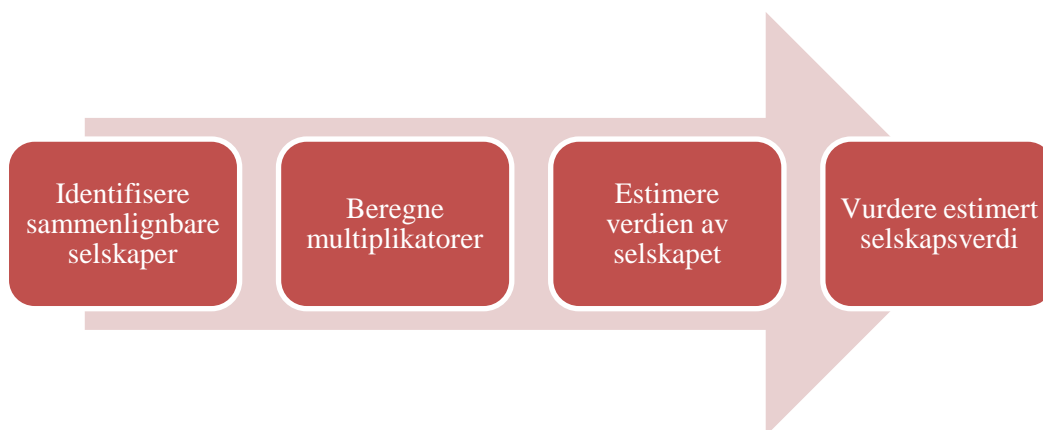 Identifisere
sammenlignbare
selskaper
Beregne
multiplikatorer
Estimere
verdien av
selskapet
Vurdere estimert
selskapsverdi